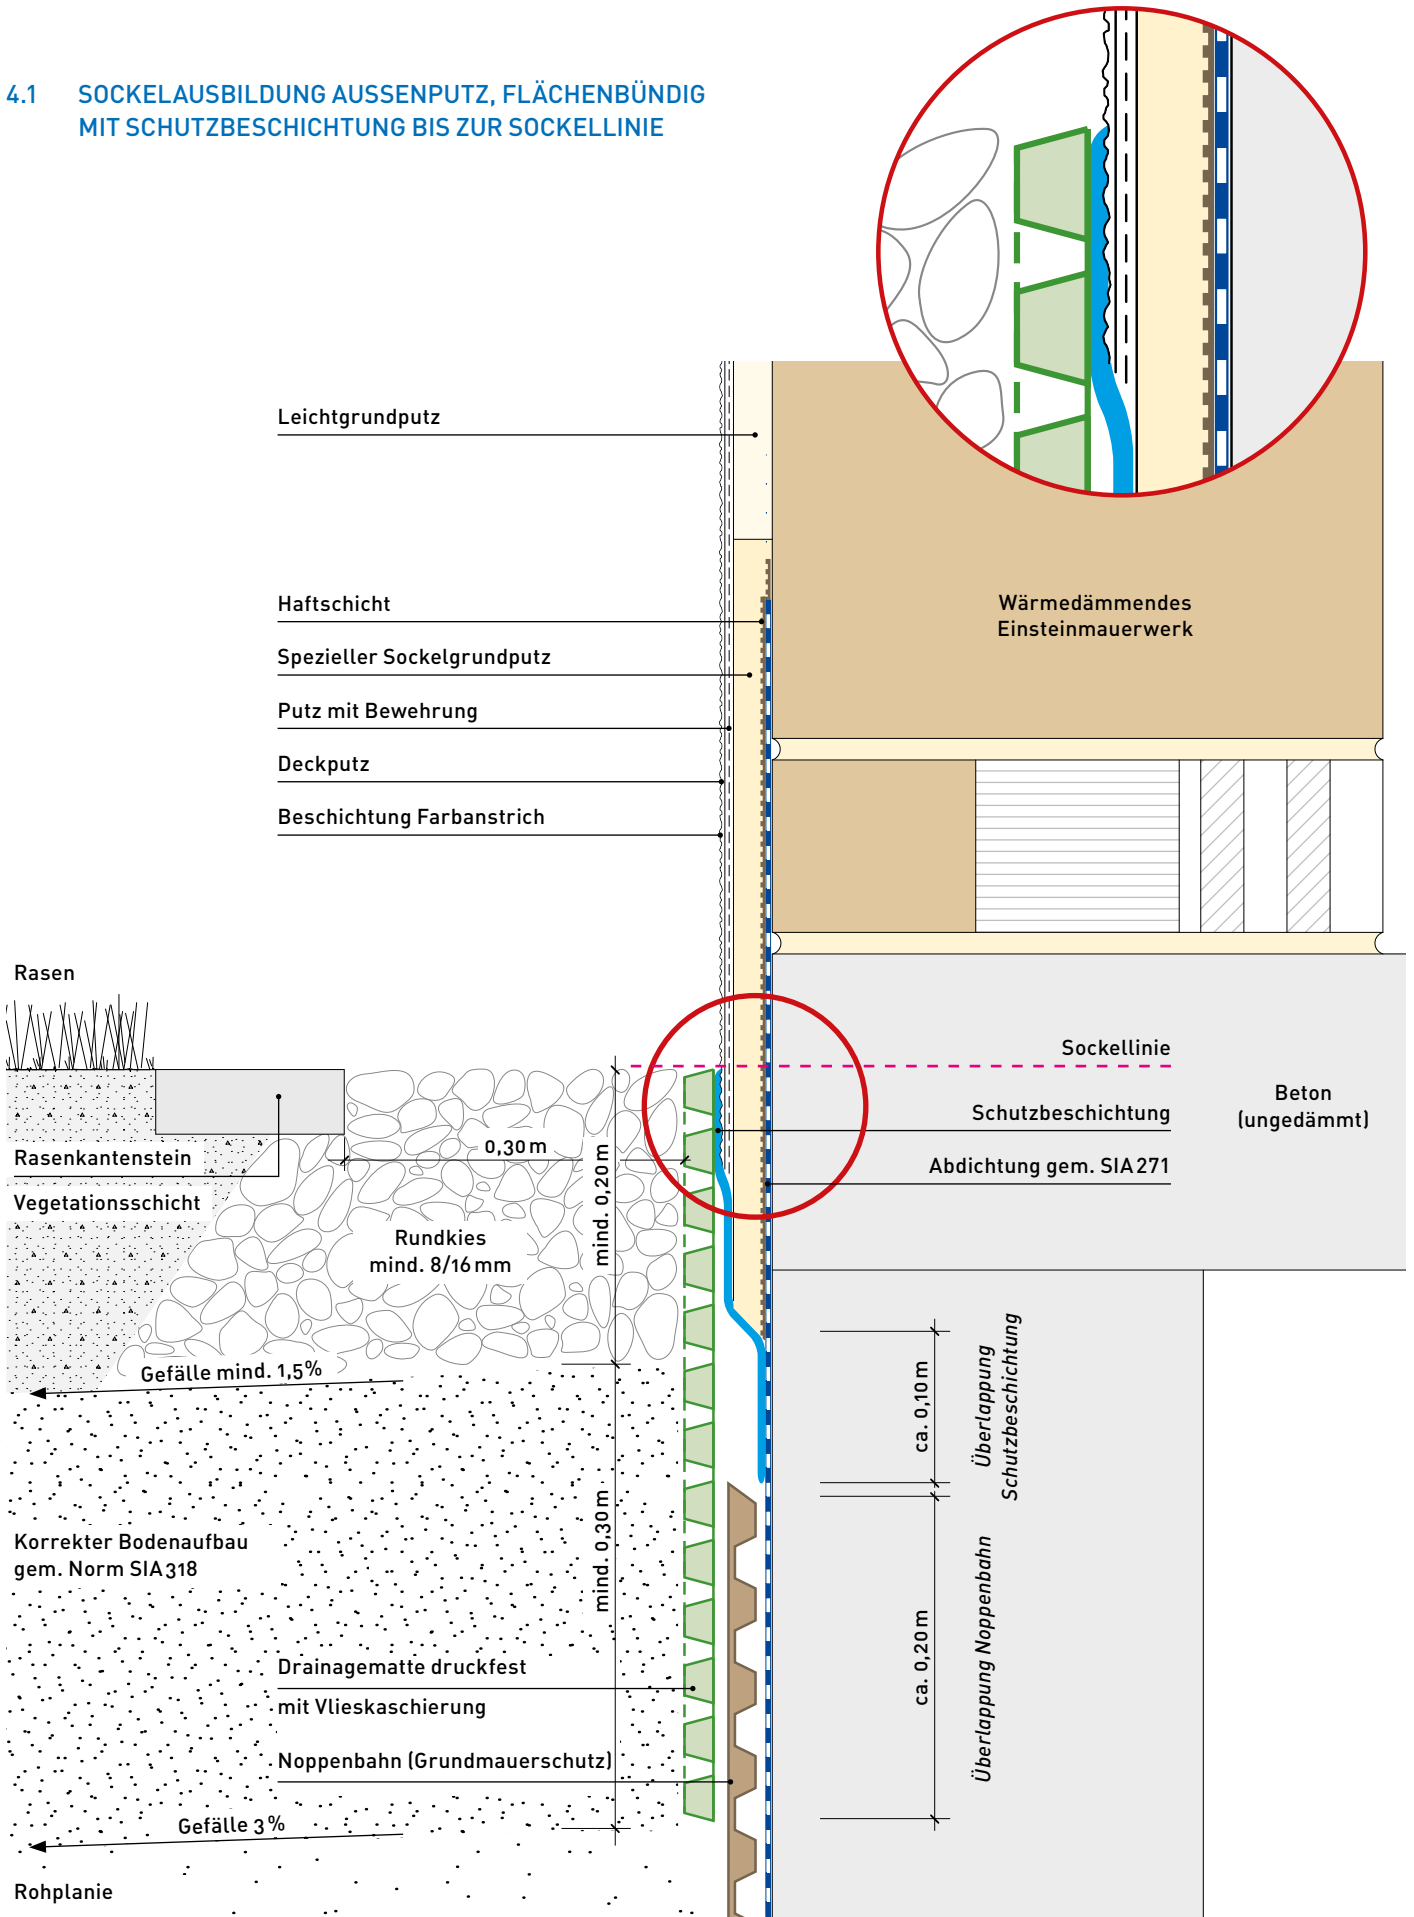 4.1 SOCKELAUSBILDUNG AUSSENPUTZ, FLÄCHENBÜNDIG
MIT SCHUTZBESCHICHTUNG BIS ZUR SOCKELLINIE
Leichtgrundputz
Haftschicht
Spezieller Sockelgrundputz
Putz mit Bewehrung
Deckputz
Beschichtung Farbanstrich
Wärmedämmendes
Einsteinmauerwerk
Rasen
Sockellinie
Beton
(ungedämmt)
Schutzbeschichtung
Abdichtung gem. SIA 271
Rasenkantenstein
Vegetationsschicht
0,30 m
mind. 0,20 m
Rundkies
mind. 8/16 mm
Gefälle mind. 1,5%
ca. 0,10 m
Überlappung
Schutzbeschichtung
Korrekter Bodenaufbau
gem. Norm SIA 318
mind. 0,30 m
ca. 0,20 m
Überlappung Noppenbahn
Drainagematte druckfest
mit Vlieskaschierung
Noppenbahn (Grundmauerschutz)
Gefälle 3%
Rohplanie